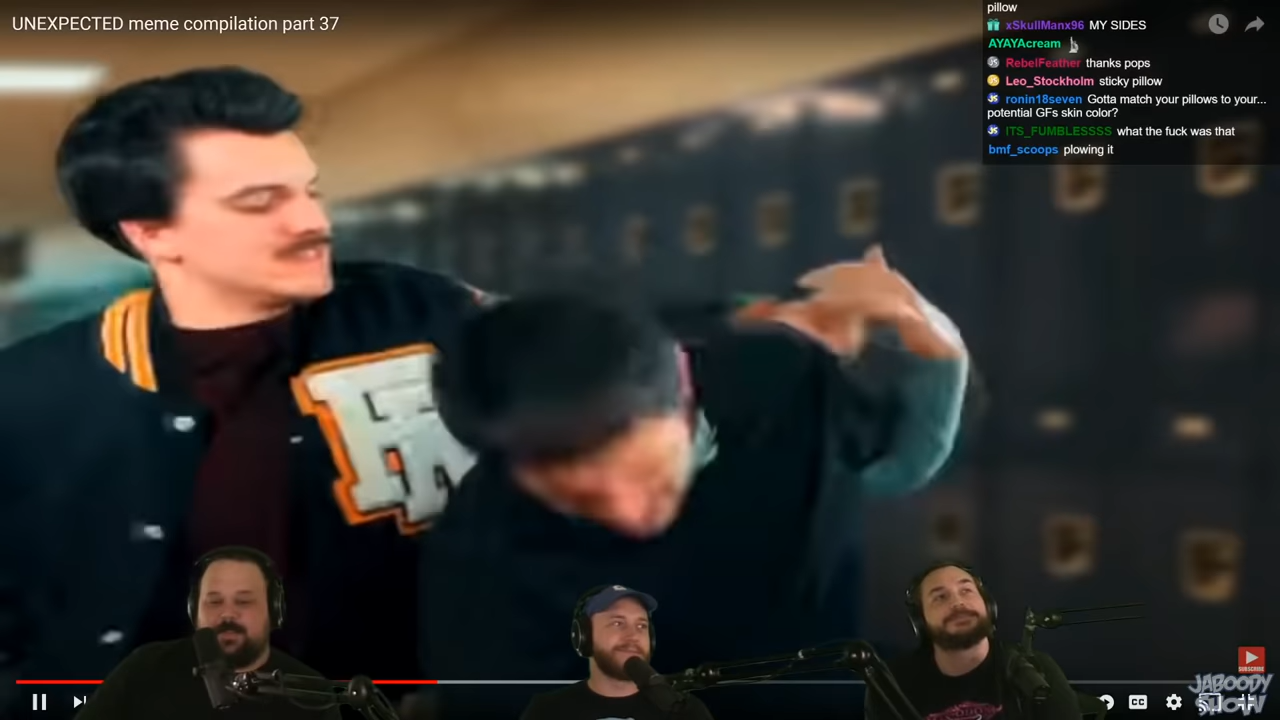 UNEXPECTED meme compilation part 37
pillow
xSkullManx96 MY SIDES
AYAYAcream
RebelFeather thanks pops
Leo_Stockholm sticky pillow
ronin18seven Gotta match your pillows to your...
potential GFs skin color?
ITS_FUMBLESSSS what the fuck was that
bmf_scoops plowing it
CC
SUBSCRIBE
JABOODY
SHOW